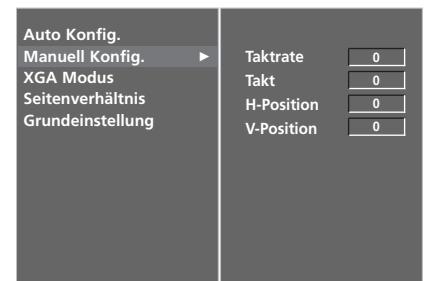 Auto Konfig.
Manuell Konfig. ►
XGA Modus
Seitenverhältnis
Grundeinstellung
Taktrate 0
Takt 0
H-Position 0
V-Position 0